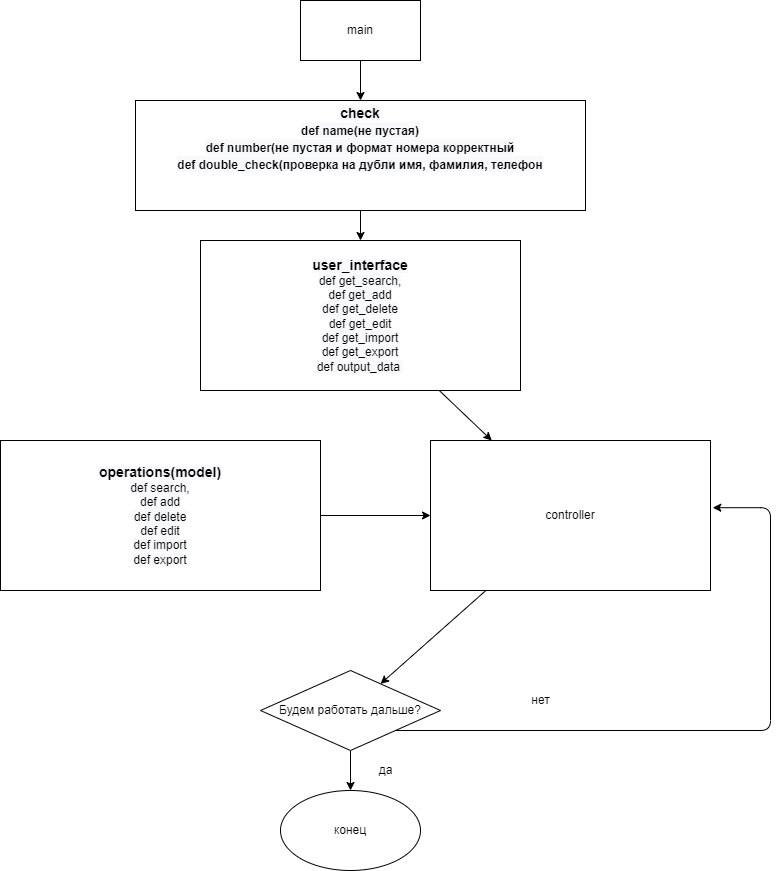 main
check
def name(не пустая)
def number(не пустая и формат номера корректный
def double_check(проверка на дубли имя, фамилия, телефон
user_interface
def get_search,
def get_add
def get_delete
def get_edit
def get_import
def get_export
def output_data
operations(model)
def search,
def add
def delete
def edit
def import
def export
controller
Будем работать дальше?
нет
да
конец